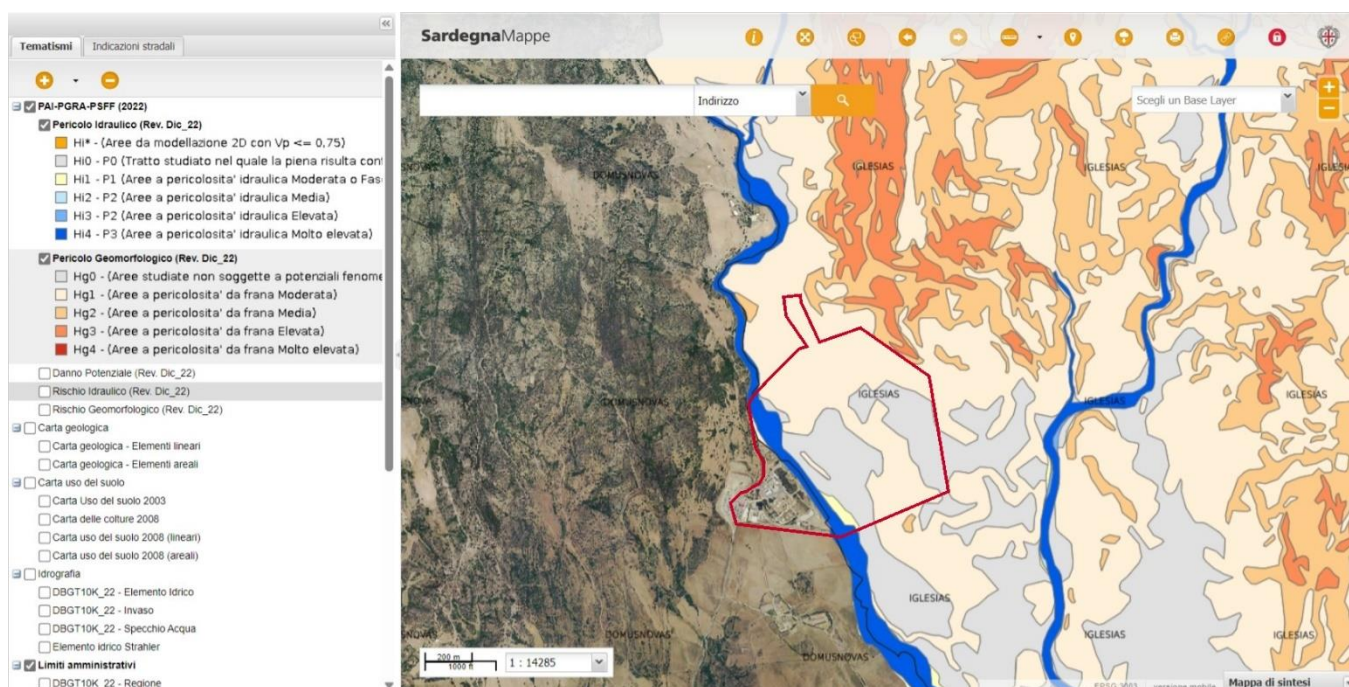 Tematismi
Indicazioni stradali
PAI-PGRA-PSFF (2022)
Pericolo Idraulico (Rev. Dic_22)
Hi* - (Aree da modellazione 2D con Vp <= 0,75)
Hi0 - P0 (Tratto studiato nel quale la piena risulta con
Hi1 - P1 (Aree a pericolosita' idraulica Moderata o Fas
Hi2 - P2 (Aree a pericolosita' idraulica Media)
Hi3 - P2 (Aree a pericolosita' idraulica Elevata)
Hi4 - P3 (Aree a pericolosita' idraulica Molto elevata)
Pericolo Geomorfologico (Rev. Dic_22)
Hg0 - (Aree studiate non soggette a potenziali fenome
Hg1 - (Aree a pericolosita' da frana Moderata)
Hg2 - (Aree a pericolosita' da frana Media)
Hg3 - (Aree a pericolosita' da frana Elevata)
Hg4 - (Aree a pericolosita' da frana Molto elevata)
Danno Potenziale (Rev. Dic_22)
Rischio Idraulico (Rev. Dic_22)
Rischio Geomorfologico (Rev. Dic_22)
Carta geologica
Carta geologica - Elementi lineari
Carta geologica - Elementi areali
Carta uso del suolo
Carta Uso del suolo 2003
Carta delle colture 2008
Carta uso del suolo 2008 (lineari)
Carta uso del suolo 2008 (areali)
Idrografia
DBGT10K_22 - Elemento Idrico
DBGT10K_22 - Invaso
DBGT10K_22 - Specchio Acqua
Elemento idrico Strahler
Limiti amministrativi
DBGT10K_22 - Regione
SardegnaMappe
Indirizzo
Scegli un Base Layer
DOMUSNOVAS
IGLESIAS
IGLESIAS
IGLESIAS
DOMUSNOVAS
IGLESIAS
IGLESIAS
IGLESIAS
IGLESIAS
IGLESIAS
IGLESIAS
DOMUSNOVAS
200 m
1000 ft
1 : 14285
versione mobile
Mappa di sintesi